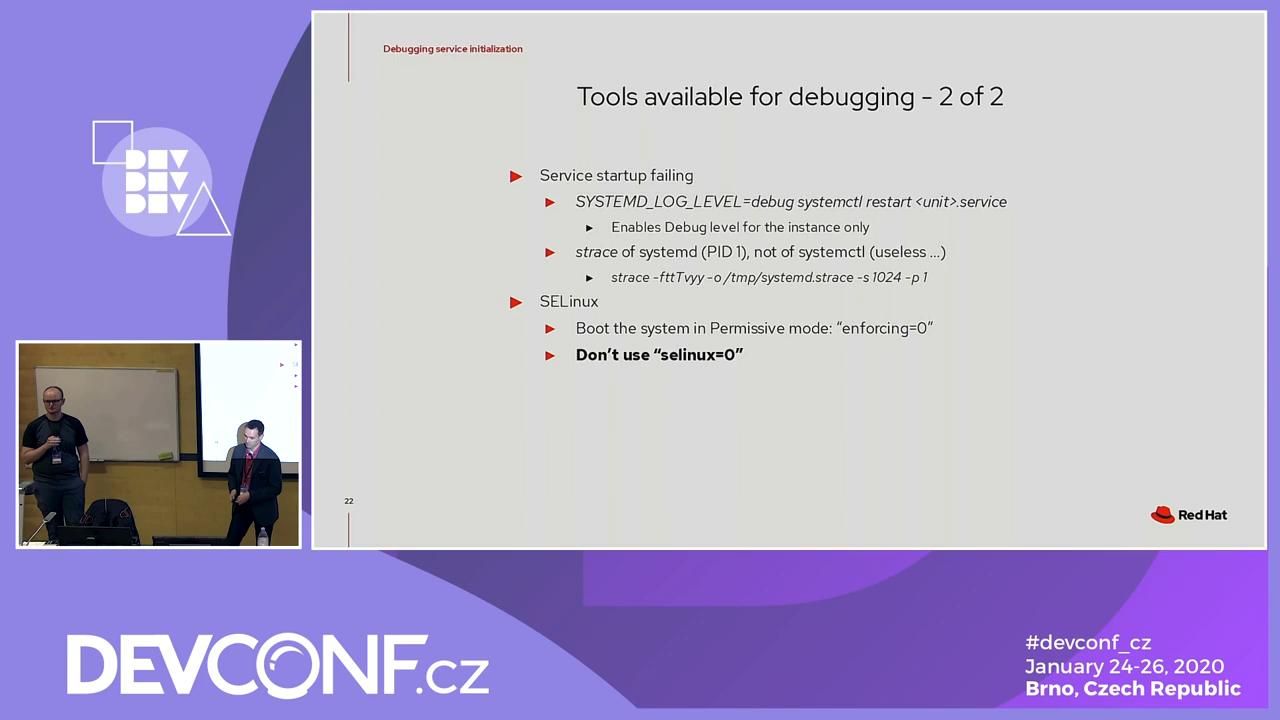 Debugging service initialization
Tools available for debugging - 2 of 2
Service startup failing
SYSTEMD_LOG_LEVEL=debug systemctl restart <unit>.service
Enables Debug level for the instance only
strace of systemd (PID 1), not of systemctl (useless ...)
strace -fttTvyy -o /tmp/systemd.strace -s 1024 -p 1
SELinux
Boot the system in Permissive mode: “enforcing=0”
Don’t use “selinux=0”
22
Red Hat
DEV
DEV
DEV
DEVCONF.cz
#devconf_cz
January 24-26, 2020
Brno, Czech Republic